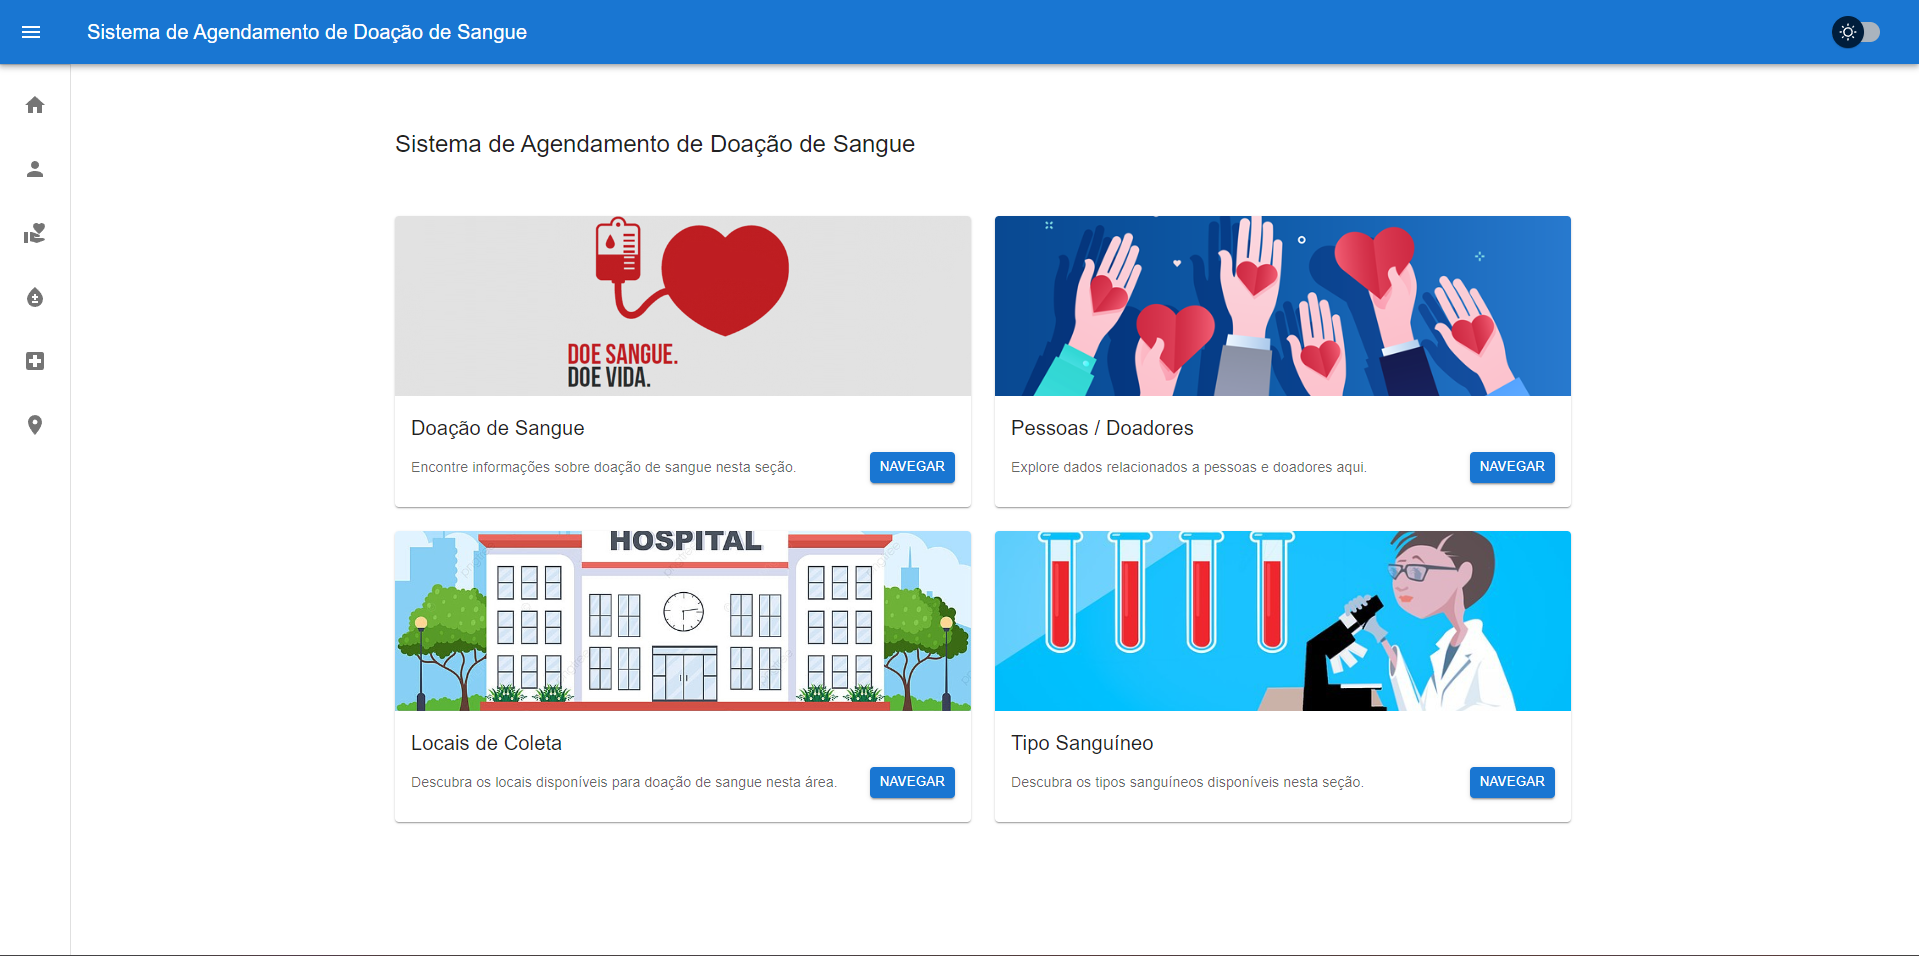 Sistema de Agendamento de Doação de Sangue
Sistema de Agendamento de Doação de Sangue
DOE SANGUE.
DOE VIDA.
Doação de Sangue
Encontre informações sobre doação de sangue nesta seção.
NAVEGAR
Pessoas / Doadores
Explore dados relacionados a pessoas e doadores aqui.
NAVEGAR
HOSPITAL
Locais de Coleta
Descubra os locais disponíveis para doação de sangue nesta área.
NAVEGAR
Tipo Sanguíneo
Descubra os tipos sanguíneos disponíveis nesta seção.
NAVEGAR